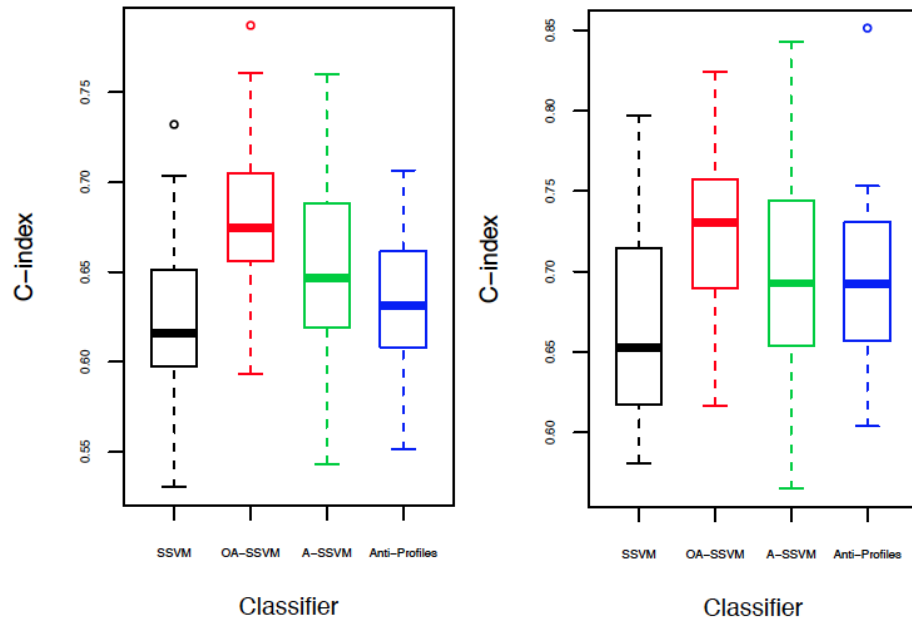 C-index
0.75
0.70
0.65
0.60
0.55
SSVM OA-SSVM A-SSVM Anti-Profiles
Classifier
C-index
0.85
0.80
0.75
0.70
0.65
0.60
SSVM OA-SSVM A-SSVM Anti-Profiles
Classifier